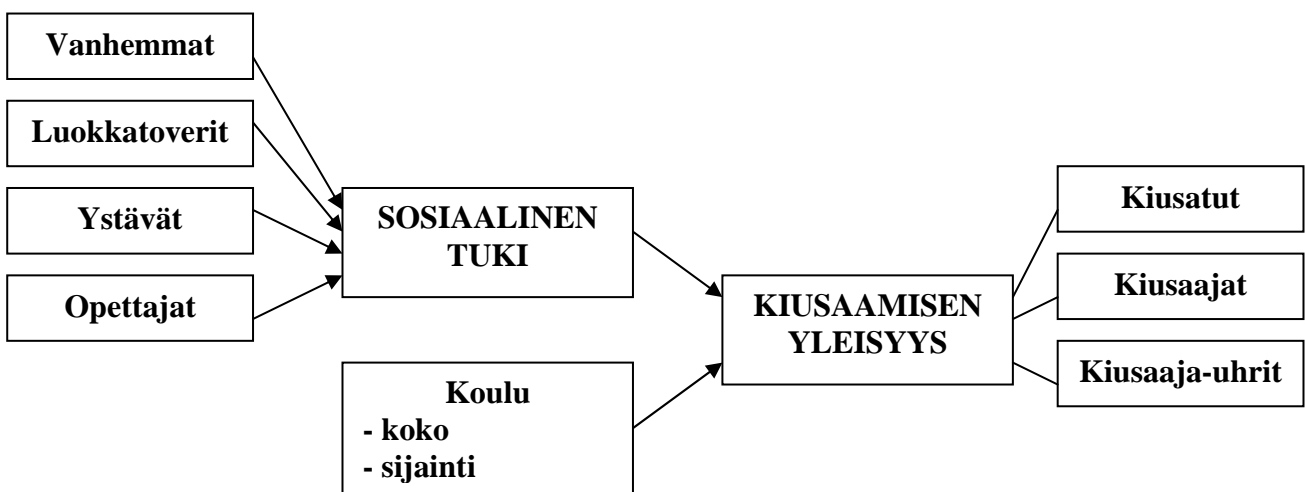 Vanhemmat
Luokkatoverit
Ystävät
Opettajat
SOSIAALINEN
TUKI
Koulu
- koko
- sijainti
KIUSAAMISEN
YLEISYYS
Kiusatut
Kiusaajat
Kiusaaja-uhrit